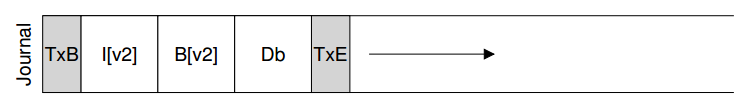 Journal
TxB I[v2] B[v2] Db TxE